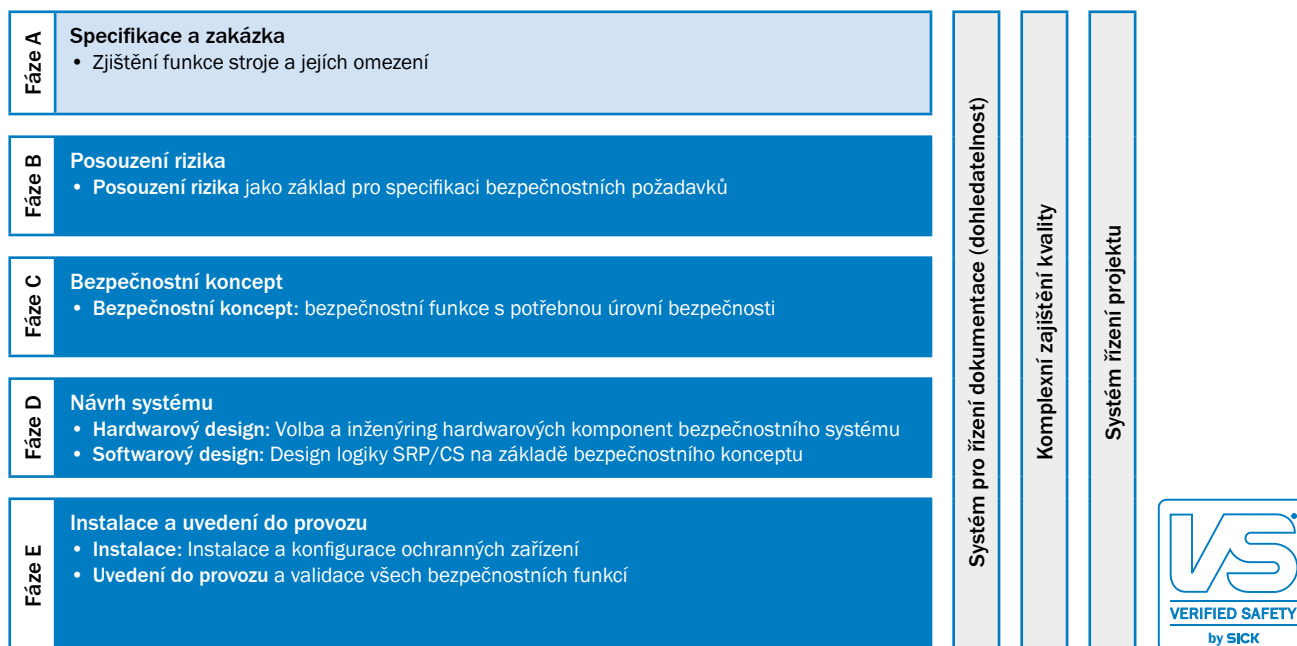 Fáze A
Specifikace a zakázka
• Zjištění funkce stroje a jejích omezení
Fáze B
Posouzení rizika
• Posouzení rizika jako základ pro specifikaci bezpečnostních požadavků
Fáze C
Bezpečnostní koncept
• Bezpečnostní koncept: bezpečnostní funkce s potřebnou úrovní bezpečnosti
Fáze D
Návrh systému
• Hardwarový design: Volba a inženýring hardwarových komponent bezpečnostního systému
• Softwarový design: Design logiky SRP/CS na základě bezpečnostního konceptu
Fáze E
Instalace a uvedení do provozu
• Instalace: Instalace a konfigurace ochranných zařízení
• Uvedení do provozu a validace všech bezpečnostních funkcí
Systém pro řízení dokumentace (dohledatelnost)
Komplexní zajištění kvality
Systém řízení projektu
VS
VERIFIED SAFETY
by SICK